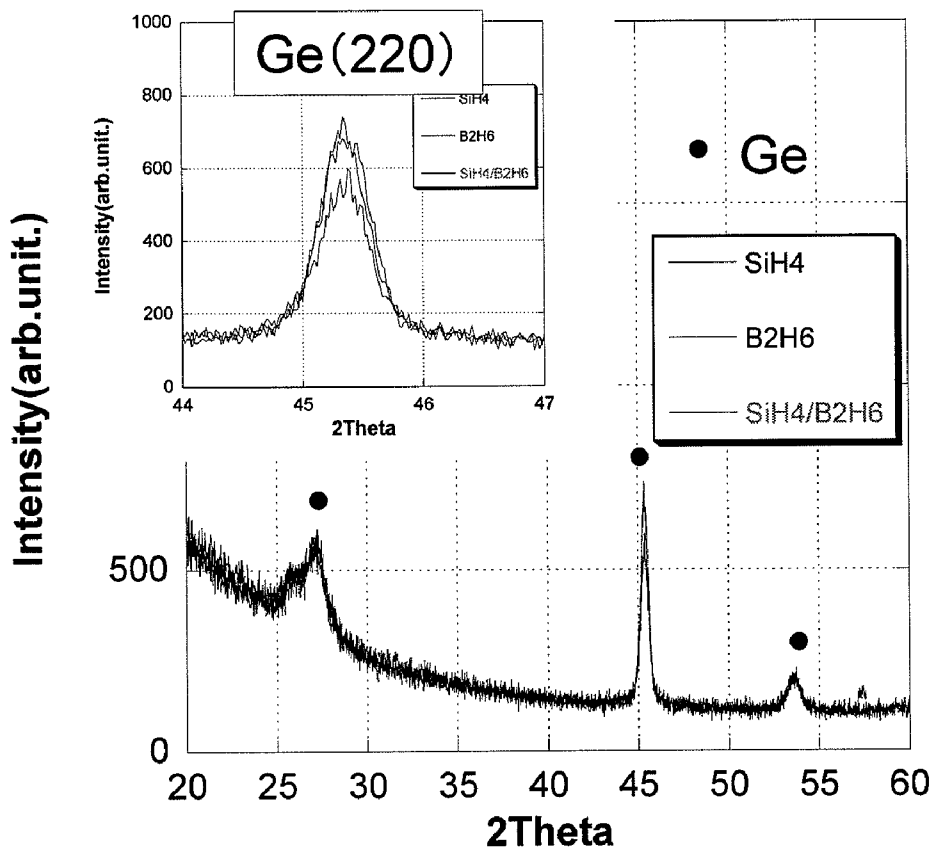 Ge(220)
1000
800
600
400
200
0
Intensity(arb.unit.)
SiH4
B2H6
SiH4/B2H6
44
45
46
47
2Theta
Ge
SiH4
B2H6
SiH4/B2H6
Intensity(arb.unit.)
500
0
20
25
30
35
40
45
50
55
60
2Theta